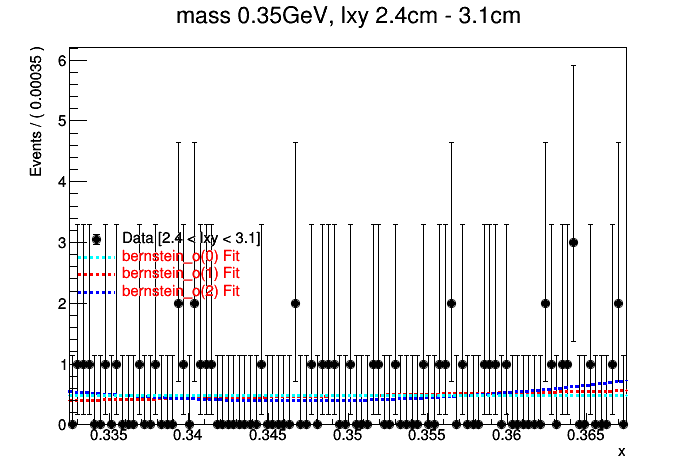 mass 0.35GeV, lxy 2.4cm - 3.1cm
Events / ( 0.00035 )
6
5
4
3
2
1
0
Data [2.4 < lxy < 3.1]
bernstein_o(0) Fit
bernstein_o(1) Fit
bernstein_o(2) Fit
0.335 0.34 0.345 0.35 0.355 0.36 0.365
x